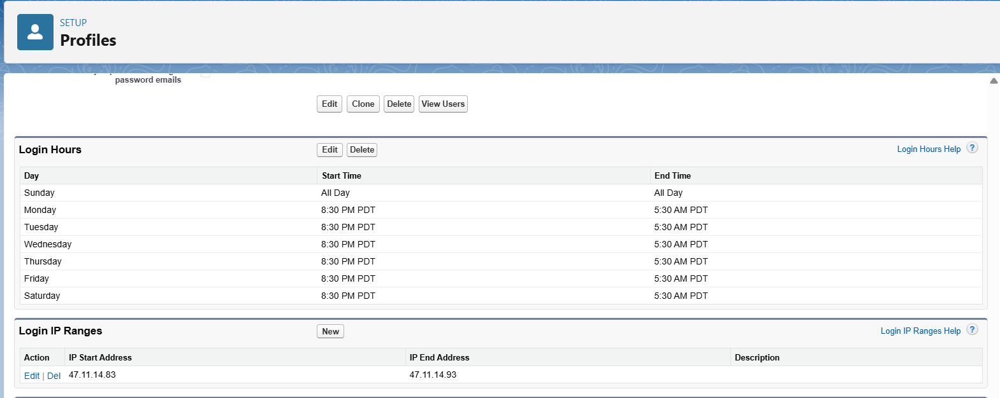 SETUP
Profiles
password emails
Edit Clone Delete View Users
Login Hours Edit Delete Login Hours Help ?
Day Start Time End Time
Sunday All Day All Day
Monday 8:30 PM PDT 5:30 AM PDT
Tuesday 8:30 PM PDT 5:30 AM PDT
Wednesday 8:30 PM PDT 5:30 AM PDT
Thursday 8:30 PM PDT 5:30 AM PDT
Friday 8:30 PM PDT 5:30 AM PDT
Saturday 8:30 PM PDT 5:30 AM PDT
Login IP Ranges New Login IP Ranges Help ?
Action IP Start Address IP End Address Description
Edit | Del 47.11.14.83 47.11.14.93